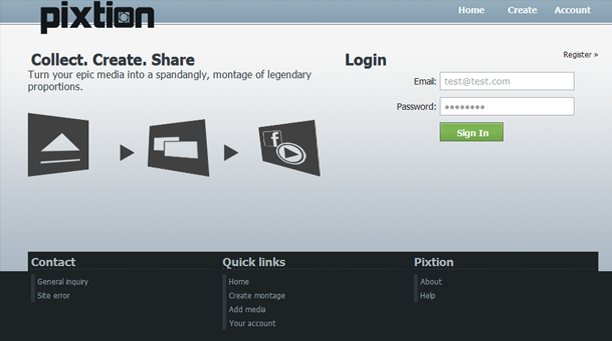 pixtion
Home Create Account
Collect. Create. Share
Turn your epic media into a spandangly, montage of legendary
proportions.
Login
Register »
Email: test@test.com
Password: ••••••••
Sign In
f
Contact
General inquiry
Site error
Quick links
Home
Create montage
Add media
Your account
Pixtion
About
Help